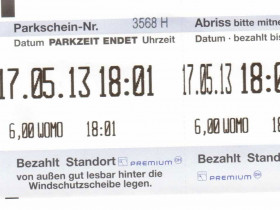 Parkschein-Nr. 3568 H
Datum PARKZEIT ENDET Uhrzeit
17.05.13 18:01
6,00 WOMO 18:01
Bezahlt Standort PREMIUM
von außen gut lesbar hinter die
Windschutzscheibe legen.
Abriss bitte mitne
Datum · bezahlt bis
17.05.13 18:0
6,00 WOMO
Bezahlt Standort
PREMIUM